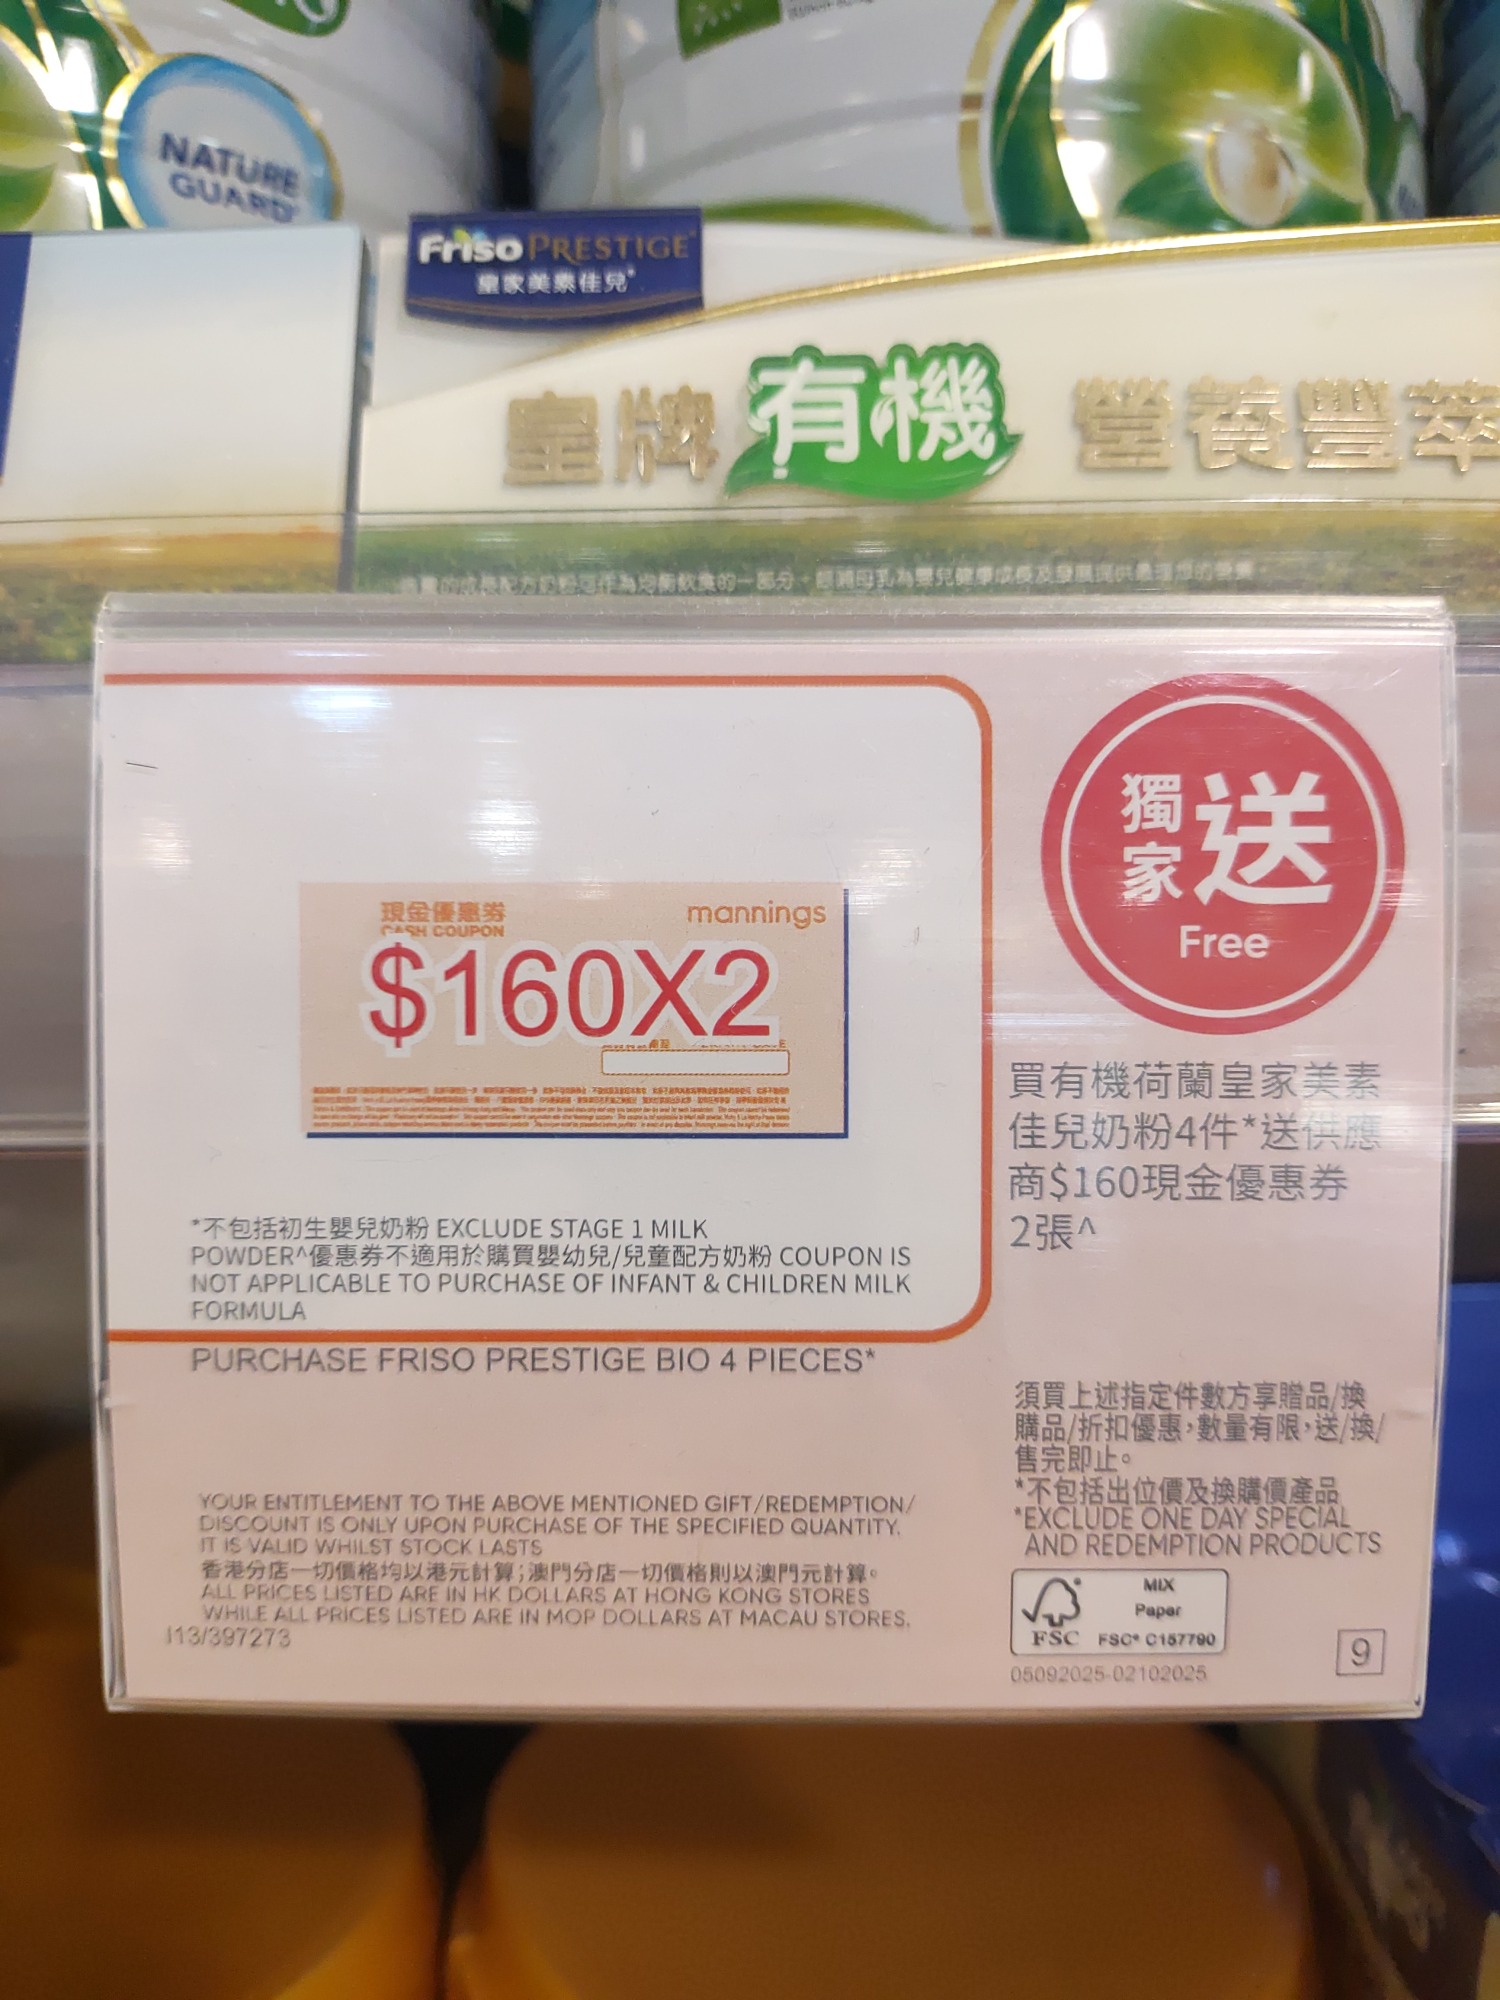 NATURE
GUARD
Friso PRESTIGE
皇家美素佳兒
皇牌有機營養豐萃
現金優惠券
CASH COUPON
mannings
$160X2
*不包括初生嬰兒奶粉 EXCLUDE STAGE 1 MILK
POWDER^優惠券不適用於購買嬰幼兒/兒童配方奶粉 COUPON IS
NOT APPLICABLE TO PURCHASE OF INFANT & CHILDREN MILK
FORMULA
PURCHASE FRISO PRESTIGE BIO 4 PIECES*
YOUR ENTITLEMENT TO THE ABOVE MENTIONED GIFT/REDEMPTION/
DISCOUNT IS ONLY UPON PURCHASE OF THE SPECIFIED QUANTITY.
IT IS VALID WHILST STOCK LASTS
香港分店一切價格均以港元計算；澳門分店一切價格則以澳門元計算。
ALL PRICES LISTED ARE IN HK DOLLARS AT HONG KONG STORES
WHILE ALL PRICES LISTED ARE IN MOP DOLLARS AT MACAU STORES.
I13/397273
獨家送
Free
買有機荷蘭皇家美素
佳兒奶粉4件*送供應
商$160現金優惠券
2張^
須買上述指定件數方享贈品/換
購品/折扣優惠，數量有限，送/換/
售完即止。
*不包括出位價及換購價產品
*EXCLUDE ONE DAY SPECIAL
AND REDEMPTION PRODUCTS
FSC
MIX
Paper
FSC® C157790
05092025-02102025
9